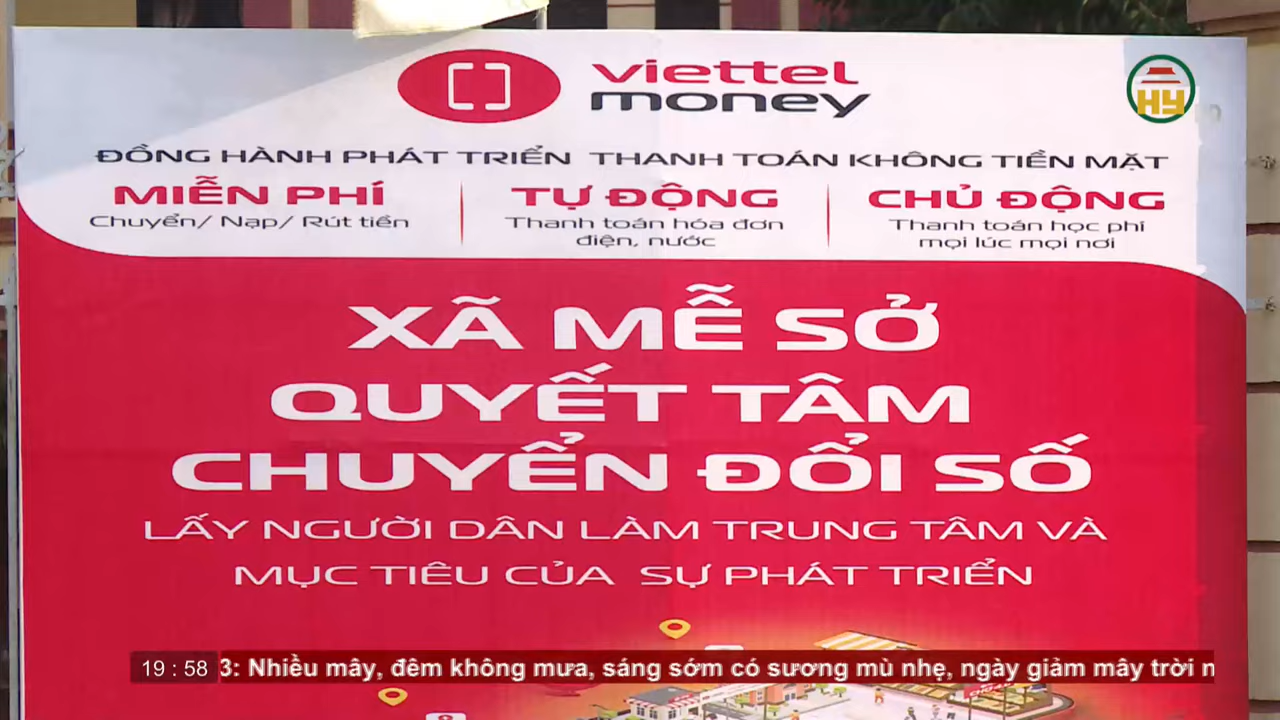 viettel
money
HY
ĐỒNG HÀNH PHÁT TRIỂN THANH TOÁN KHÔNG TIỀN MẶT
MIỄN PHÍ
Chuyển/ Nạp/ Rút tiền
TỰ ĐỘNG
Thanh toán hóa đơn
điện, nước
CHỦ ĐỘNG
Thanh toán học phí
mọi lúc mọi nơi
XÃ MỄ SỞ
QUYẾT TÂM
CHUYỂN ĐỔI SỐ
LẤY NGƯỜI DÂN LÀM TRUNG TÂM VÀ
MỤC TIÊU CỦA SỰ PHÁT TRIỂN
19 : 58 3: Nhiều mây, đêm không mưa, sáng sớm có sương mù nhẹ, ngày giảm mây trời n